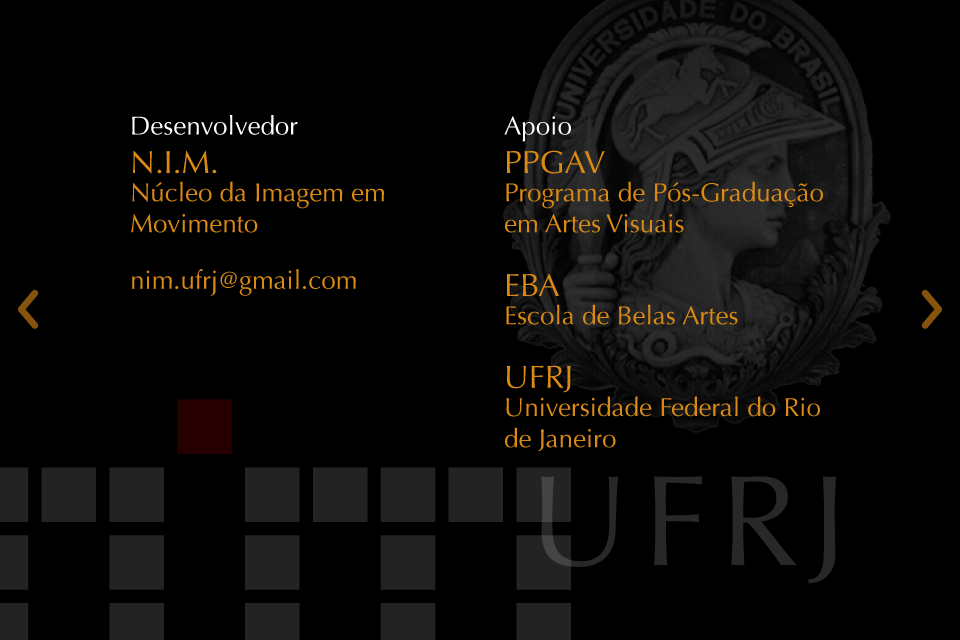 UNIVERSIDADE DO BRASIL
Desenvolvedor
N.I.M.
Núcleo da Imagem em
Movimento
nim.ufrj@gmail.com
Apoio
PPGAV
Programa de Pós-Graduação
em Artes Visuais
EBA
Escola de Belas Artes
UFRJ
Universidade Federal do Rio
de Janeiro
UFRJ